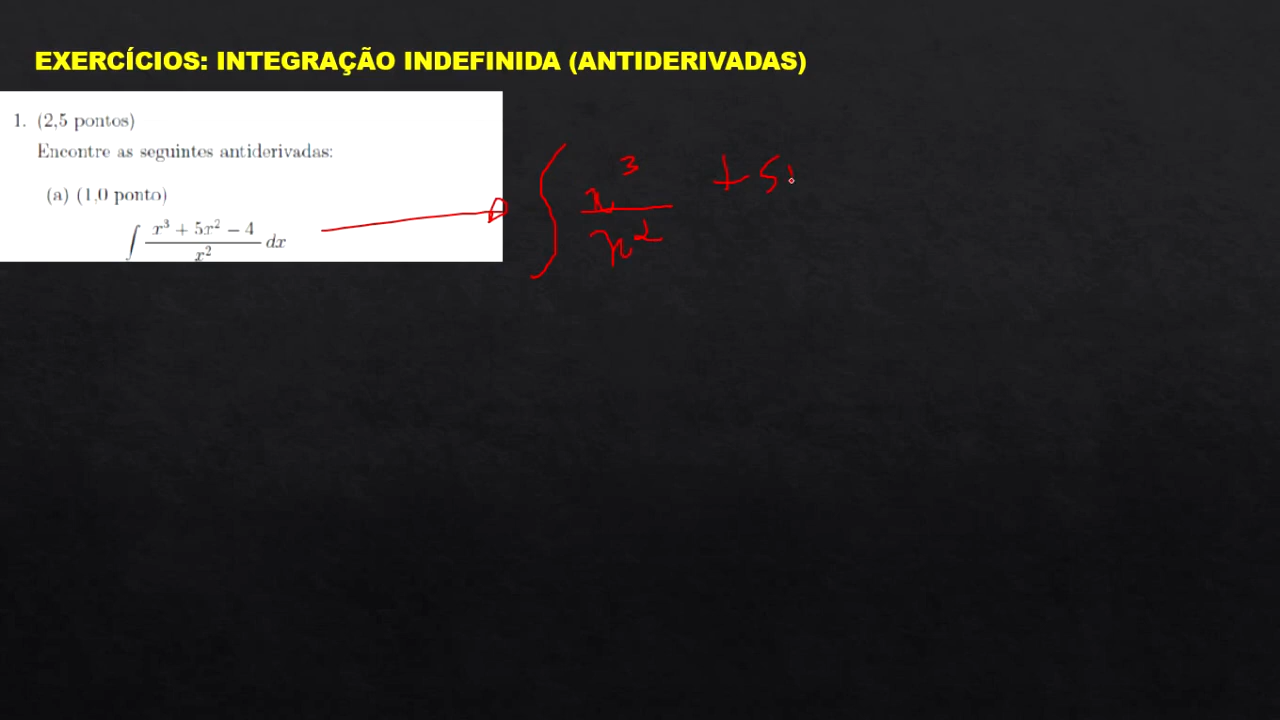 EXERCÍCIOS: INTEGRAÇÃO INDEFINIDA (ANTIDERIVADAS)
1. (2,5 pontos)
Encontre as seguintes antiderivadas:
(a) (1,0 ponto)
∫ (x³ + 5x² − 4)/x² dx
∫ x³/x² + 5